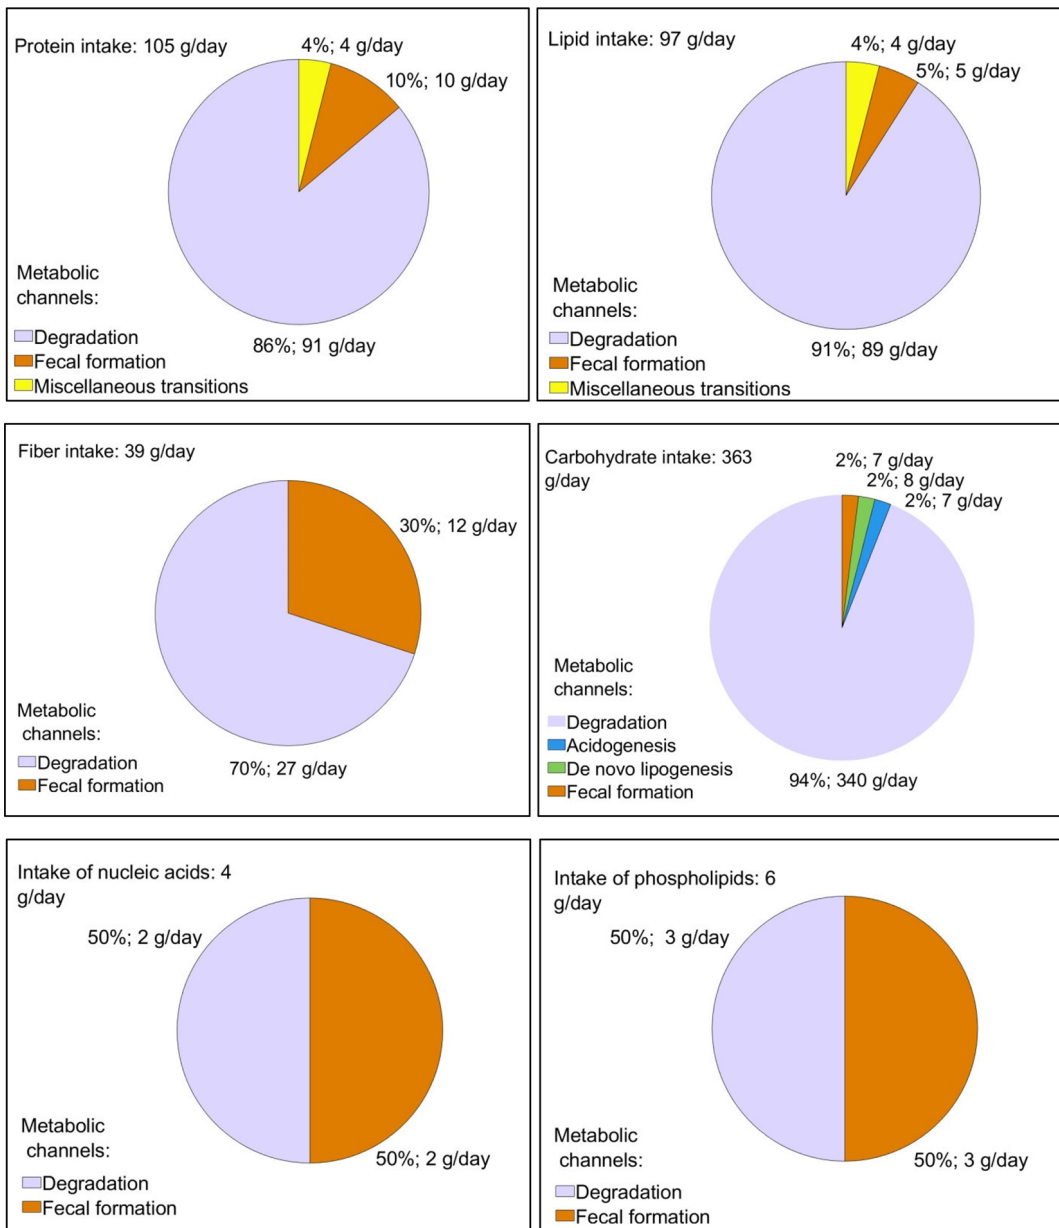 Protein intake: 105 g/day
4%; 4 g/day
10%; 10 g/day
Metabolic
channels:
Degradation
Fecal formation
Miscellaneous transitions
86%; 91 g/day
Lipid intake: 97 g/day
4%; 4 g/day
5%; 5 g/day
Metabolic
channels:
Degradation
Fecal formation
Miscellaneous transitions
91%; 89 g/day
Fiber intake: 39 g/day
30%; 12 g/day
Metabolic
channels:
Degradation
Fecal formation
70%; 27 g/day
Carbohydrate intake: 363
g/day
2%; 7 g/day
2%; 8 g/day
2%; 7 g/day
Metabolic
channels:
Degradation
Acidogenesis
De novo lipogenesis
Fecal formation
94%; 340 g/day
Intake of nucleic acids: 4
g/day
50%; 2 g/day
Metabolic
channels:
Degradation
Fecal formation
50%; 2 g/day
Intake of phospholipids: 6
g/day
50%;  3 g/day
Metabolic
channels:
Degradation
Fecal formation
50%; 3 g/day